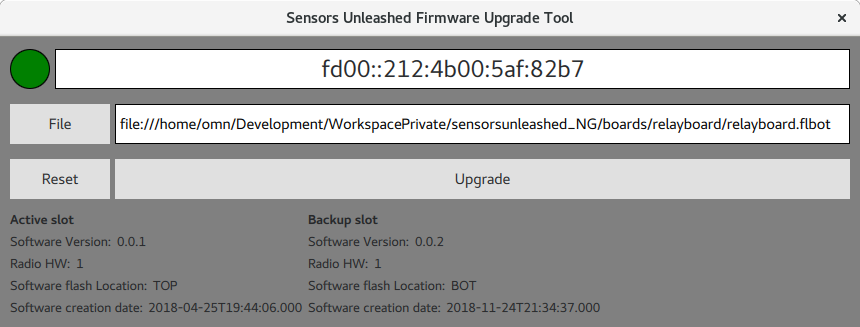 Sensors Unleashed Firmware Upgrade Tool
fd00::212:4b00:5af:82b7
File file:///home/omn/Development/WorkspacePrivate/sensorsunleashed_NG/boards/relayboard/relayboard.flbot
Reset Upgrade
Active slot Backup slot
Software Version: 0.0.1 Software Version: 0.0.2
Radio HW: 1 Radio HW: 1
Software flash Location: TOP Software flash Location: BOT
Software creation date: 2018-04-25T19:44:06.000 Software creation date: 2018-11-24T21:34:37.000